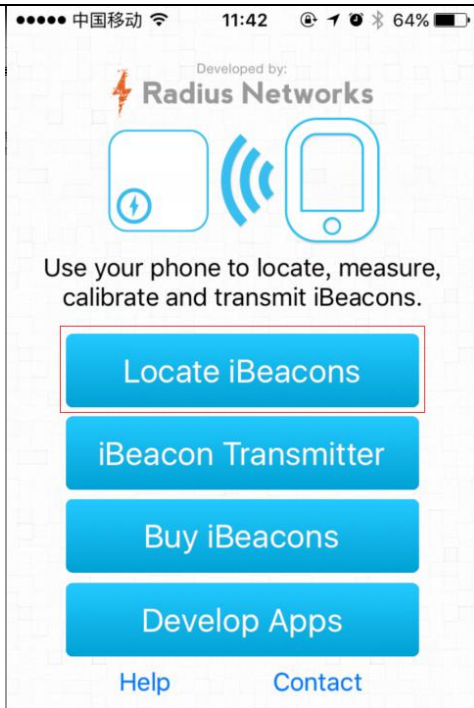 中国移动 11:42 64%
Developed by:
Radius Networks
Use your phone to locate, measure,
calibrate and transmit iBeacons.
Locate iBeacons
iBeacon Transmitter
Buy iBeacons
Develop Apps
Help Contact